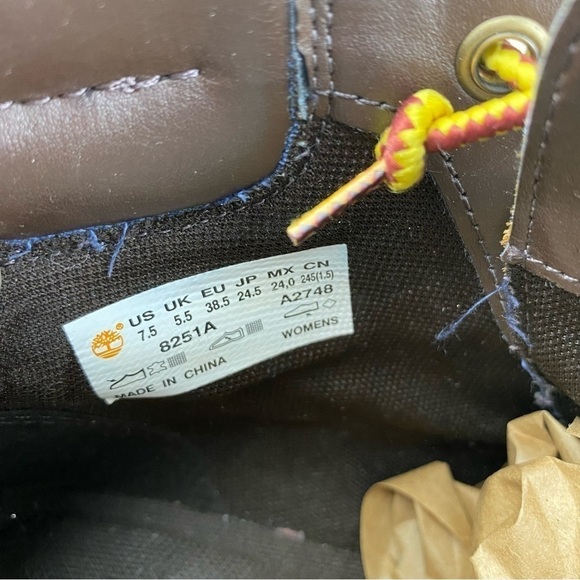 US UK EU JP MX CN
7.5 5.5 38.5 24.5 24,0 245(1.5)
8251A A2748
WOMENS
MADE IN CHINA